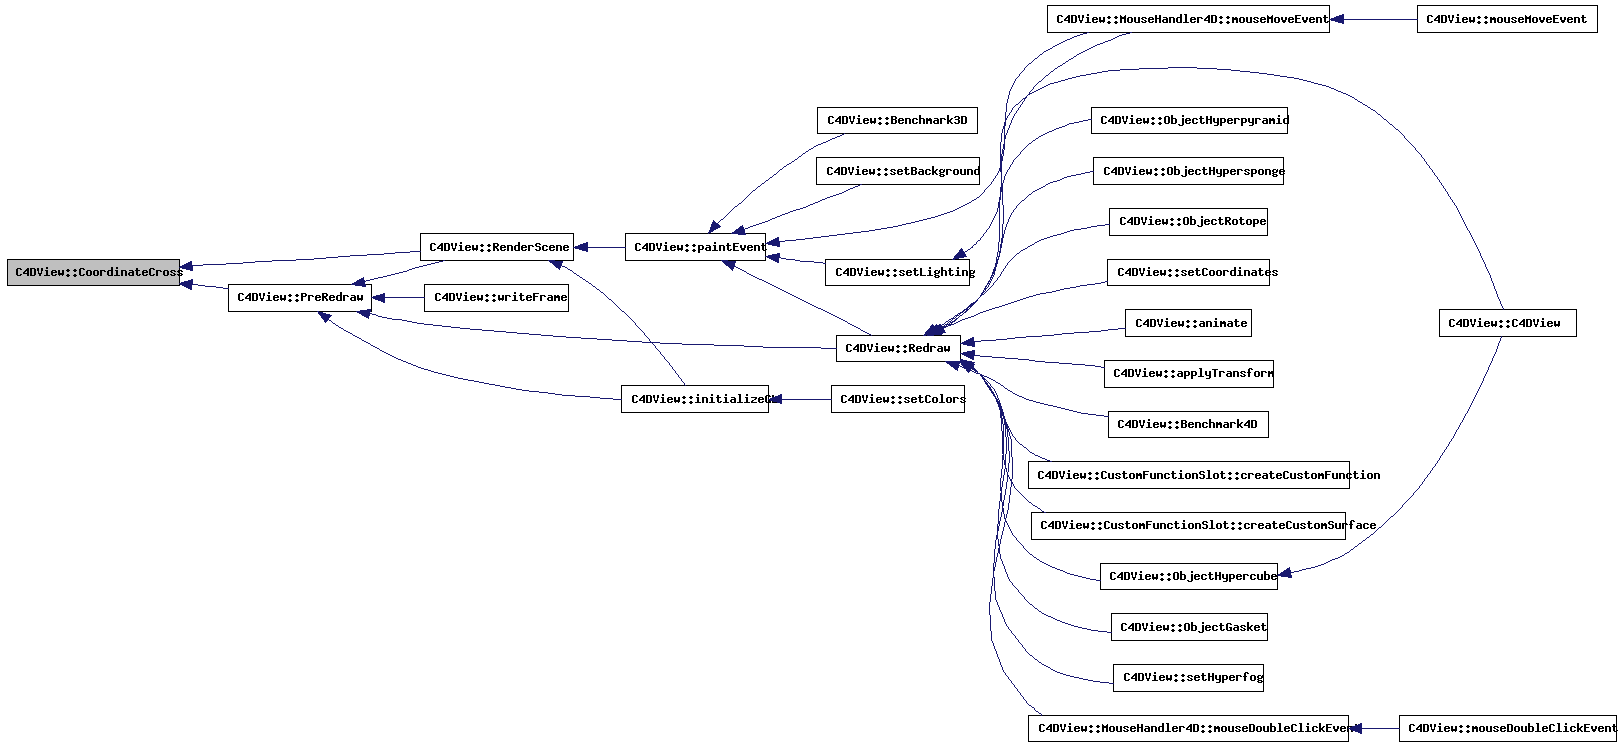 C4DView::MouseHandler4D::mouseMoveEvent
C4DView::mouseMoveEvent
C4DView::Benchmark3D
C4DView::ObjectHyperpyramid
C4DView::setBackground
C4DView::ObjectHypersponge
C4DView::ObjectRotope
C4DView::RenderScene
C4DView::paintEvent
C4DView::CoordinateCross
C4DView::setLighting
C4DView::setCoordinates
C4DView::PreRedraw
C4DView::writeFrame
C4DView::animate
C4DView::C4DView
C4DView::Redraw
C4DView::applyTransform
C4DView::initializeGL
C4DView::setColors
C4DView::Benchmark4D
C4DView::CustomFunctionSlot::createCustomFunction
C4DView::CustomFunctionSlot::createCustomSurface
C4DView::ObjectHypercube
C4DView::ObjectGasket
C4DView::setHyperfog
C4DView::MouseHandler4D::mouseDoubleClickEvent
C4DView::mouseDoubleClickEvent